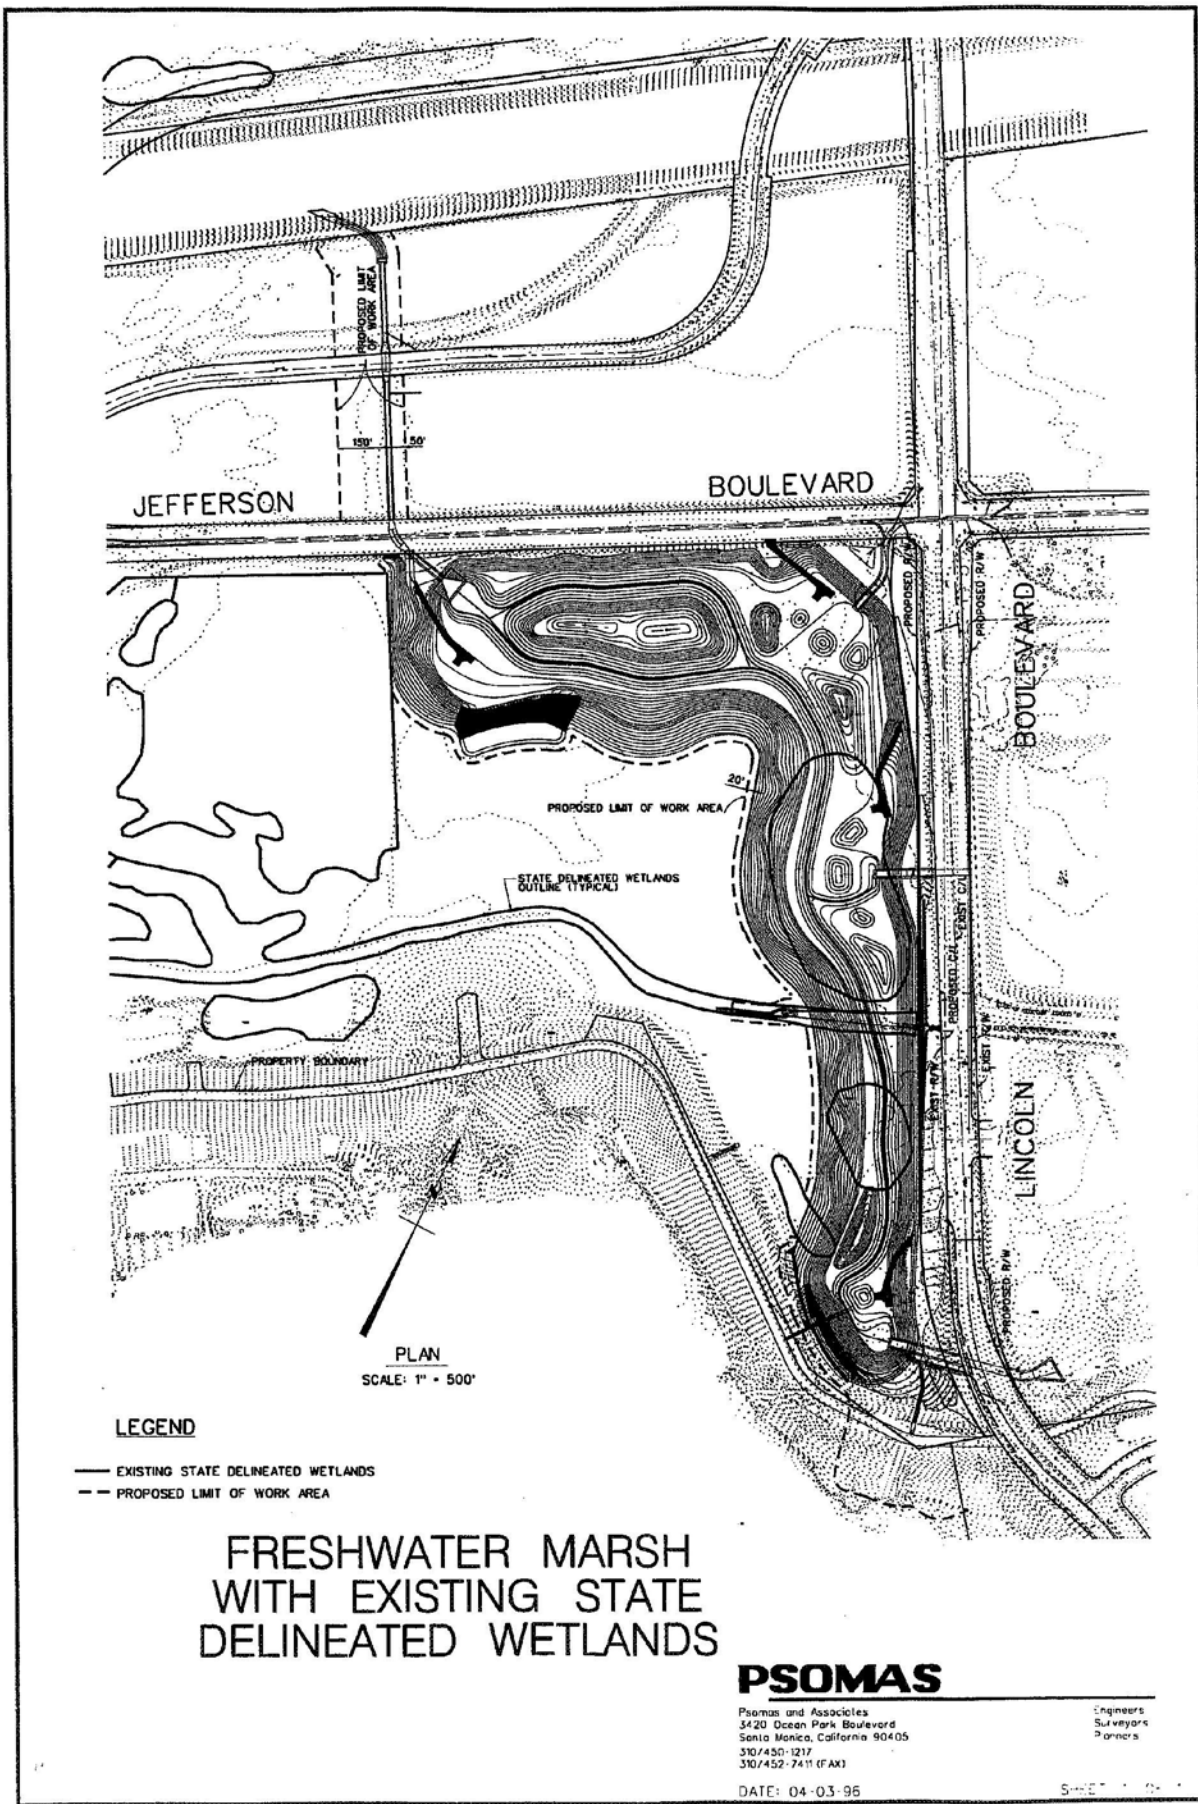 PROPOSED LIMIT
OF WORK AREA
150'
50'
JEFFERSON
BOULEVARD
PROPOSED R/W
PROPOSED R/W
BOULEVARD
20'
PROPOSED LIMIT OF WORK AREA
STATE DELINEATED WETLANDS
OUTLINE (TYPICAL)
EXIST C/L
PROPOSED C/L
EXIST R/W
EXIST R/W
PROPERTY BOUNDARY
LINCOLN
PROPOSED R/W
N
PLAN
SCALE: 1" = 500'
LEGEND
EXISTING STATE DELINEATED WETLANDS
PROPOSED LIMIT OF WORK AREA
FRESHWATER MARSH
WITH EXISTING STATE
DELINEATED WETLANDS
PSOMAS
Psomas and Associates
3420 Ocean Park Boulevard
Santa Monica, California 90405
310/450-1217
310/452-7411 (FAX)
Engineers
Surveyors
Planners
DATE: 04-03-96